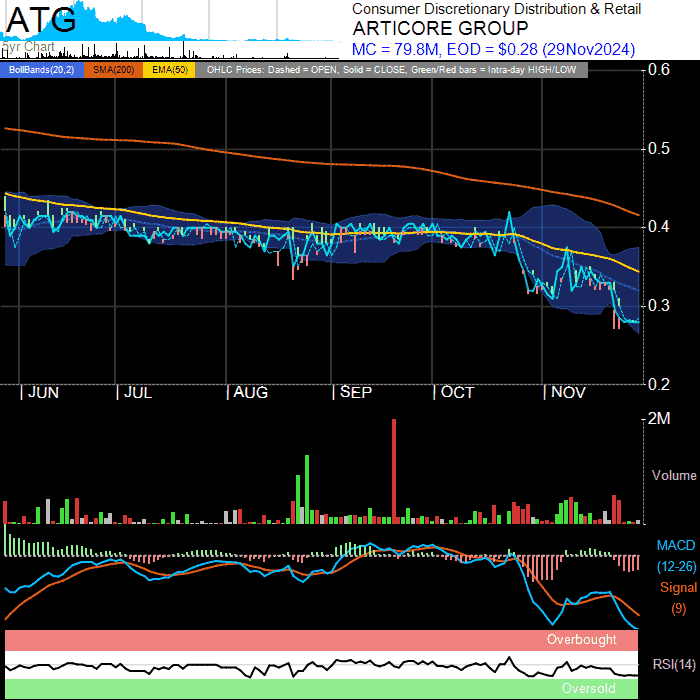 ATG
5yr Chart
Consumer Discretionary Distribution & Retail
ARTICORE GROUP
MC = 79.8M, EOD = $0.28 (29Nov2024)
BollBands(20,2) SMA(200) EMA(50) OHLC Prices: Dashed = OPEN, Solid = CLOSE, Green/Red bars = Intra-day HIGH/LOW
0.6
0.5
0.4
0.3
0.2
JUN JUL AUG SEP OCT NOV
2M
Volume
MACD
(12-26)
Signal
(9)
Overbought
RSI(14)
Oversold